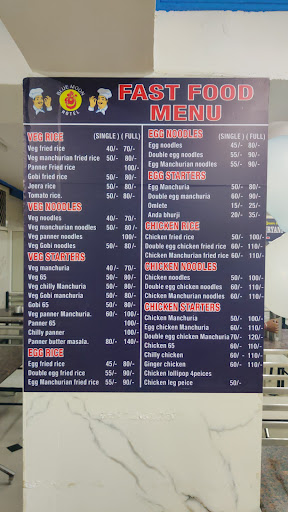 BLUE MOON
HOTEL
FAST FOOD
MENU
VEG RICE (SINGLE) (FULL)
Veg fried rice 40/- 70/-
Veg manchurian fried rice 50/- 80/-
Panner Fried rice 100/-
Gobi fried rice 50/- 80/-
Jeera rice 50/- 80/-
Tomato rice. 50/- 80/-
VEG NOODLES
Veg noodles 40/- 70/-
Veg manchurian noodles 50/- 80/-
Veg panner noodles 100/-
Veg Gobi noodles 50/- 80/-
VEG STARTERS
Veg manchuria 40/- 70/-
Veg 65 50/- 80/-
Veg chilly Manchuria 50/- 80/-
Veg Gobi manchuria 50/- 80/-
Gobi 65 50/- 80/-
Veg panner Manchuria. 60/- 100/-
Panner 65 100/-
Chilly panner 100/-
Panner butter masala. 80/- 140/-
EGG RICE
Egg fried rice 45/- 80/-
Double egg fried rice 55/- 90/-
Egg Manchurian fried rice 55/- 90/-
EGG NOODLES (SINGLE) (FULL)
Egg noodles 45/- 80/-
Double egg noodles 55/- 90/-
Egg Manchurian noodles 55/- 90/-
EGG STARTERS
Egg Manchuria 50/- 80/-
Double egg manchuria 60/- 90/-
Omlete 15/- 25/-
Anda bhurji 20/- 35/-
CHICKEN RICE
Chicken fried rice 50/- 100/-
Double egg chicken fried rice 60/- 110/-
Chicken Manchurian fried rice 60/- 110/-
CHICKEN NOODLES
Chicken noodles 50/- 100/-
Double egg chicken noodles 60/- 110/-
Chicken Manchurian noodles 60/- 110/-
CHICKEN STARTERS
Chicken Manchuria 50/- 100/-
Egg chicken Manchuria 60/- 110/-
Double egg chicken Manchuria 70/- 120/-
Chicken 65 60/- 110/-
Chilly chicken 60/- 110/-
Ginger chicken 60/- 110/-
Chicken lollipop 4peices
Chicken leg peice 50/-